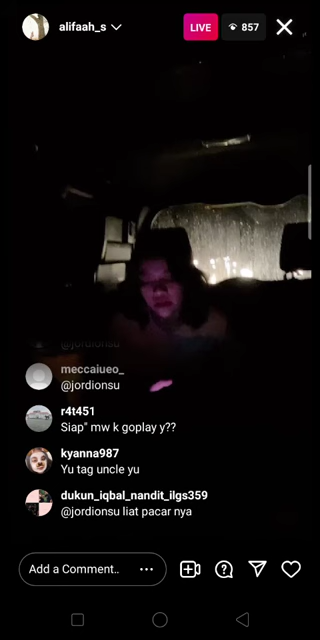 alifaah_s
LIVE
857
@jordionsu
meccaiueo_
@jordionsu
r4t451
Siap" mw k goplay y??
kyanna987
Yu tag uncle yu
dukun_iqbal_nandit_ilgs359
@jordionsu liat pacar nya
Add a Comment..